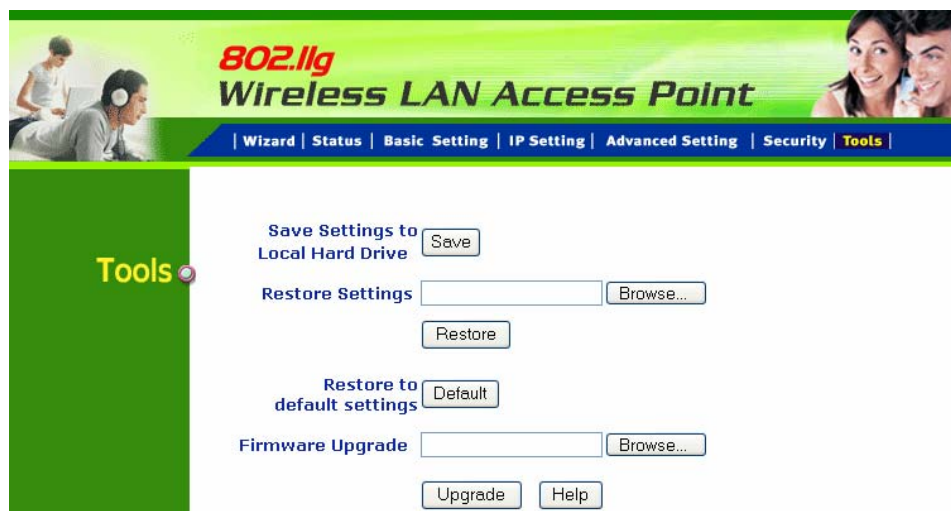 802.11g
Wireless LAN Access Point
| Wizard | Status | Basic Setting | IP Setting | Advanced Setting | Security | Tools |
Tools
Save Settings to
Local Hard Drive
Save
Restore Settings
Browse...
Restore
Restore to
default settings
Default
Firmware Upgrade
Browse...
Upgrade
Help